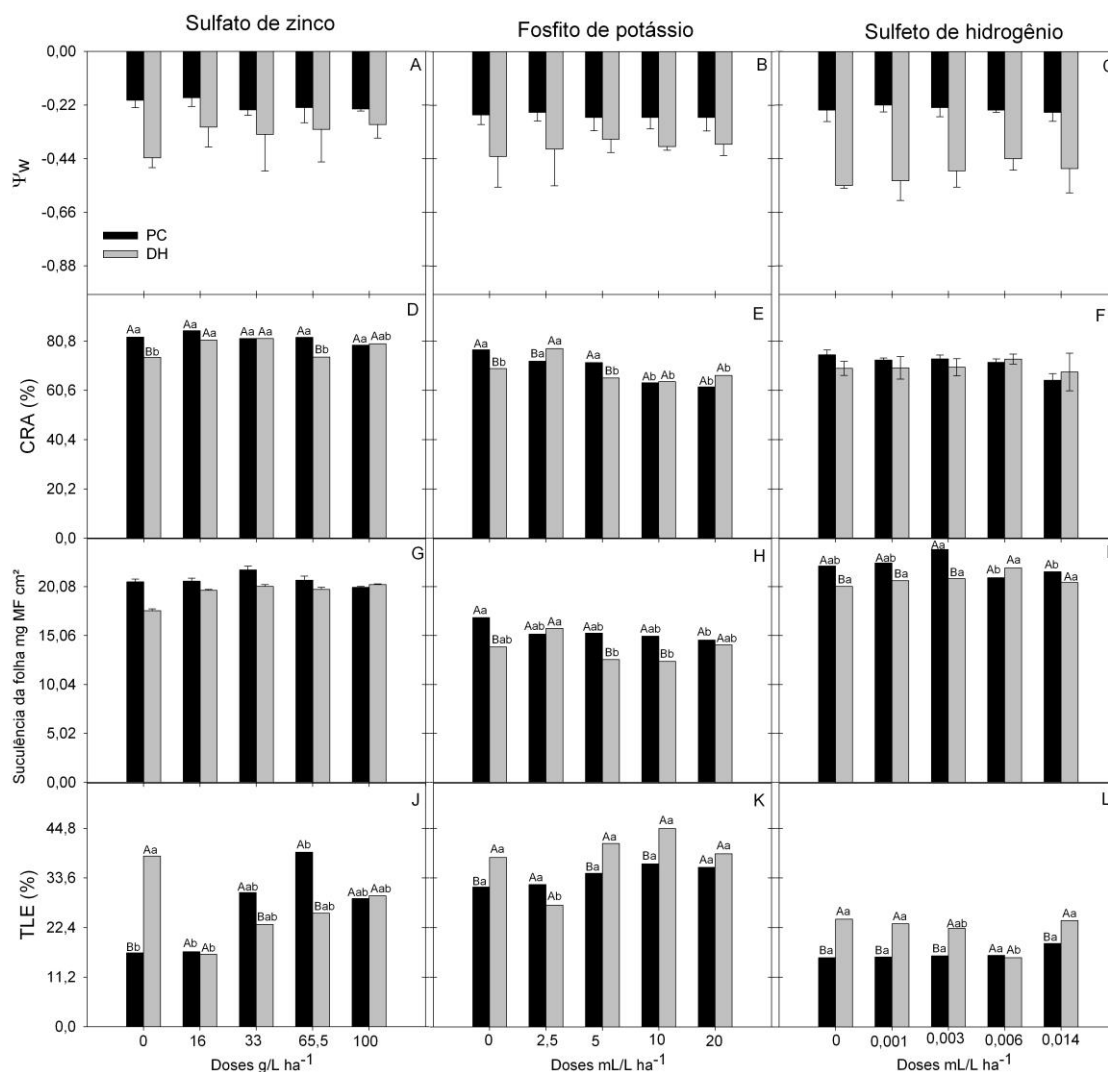 Sulfato de zinco
Fosfito de potássio
Sulfeto de hidrogênio
A
B
0,00
-0,22
-0,44
-0,66
-0,88
Ψw
PC
DH
D
E
F
80,8
60,6
40,4
20,2
0,0
CRA (%)
Aa Bb Aa Aa Aa Aa Aa Bb Aa Aab
Aa Bb Ba Aa Aa Bb Ab Ab Ab Ab
G
H
20,08
15,06
10,04
5,02
0,00
Suculência da folha mg MF cm²
Aa Bab Aab Aa Aab Bb Aab Bb Ab Aab
Aab Ba Aab Ba Aa Ba Ab Aa Ab Aa
J
K
L
44,8
33,6
22,4
11,2
0,0
TLE (%)
Bb Aa Ab Ab Aab Bab Ab Bab Aab Aab
Ba Aa Aa Ab Ba Aa Ba Aa Aa Aa
Ba Aa Ba Aa Ba Aab Aa Ab Ba Aa
0 16 33 65,5 100
0 2,5 5 10 20
0 0,001 0,003 0,006 0,014
Doses g/L ha⁻¹
Doses mL/L ha⁻¹
Doses mL/L ha⁻¹